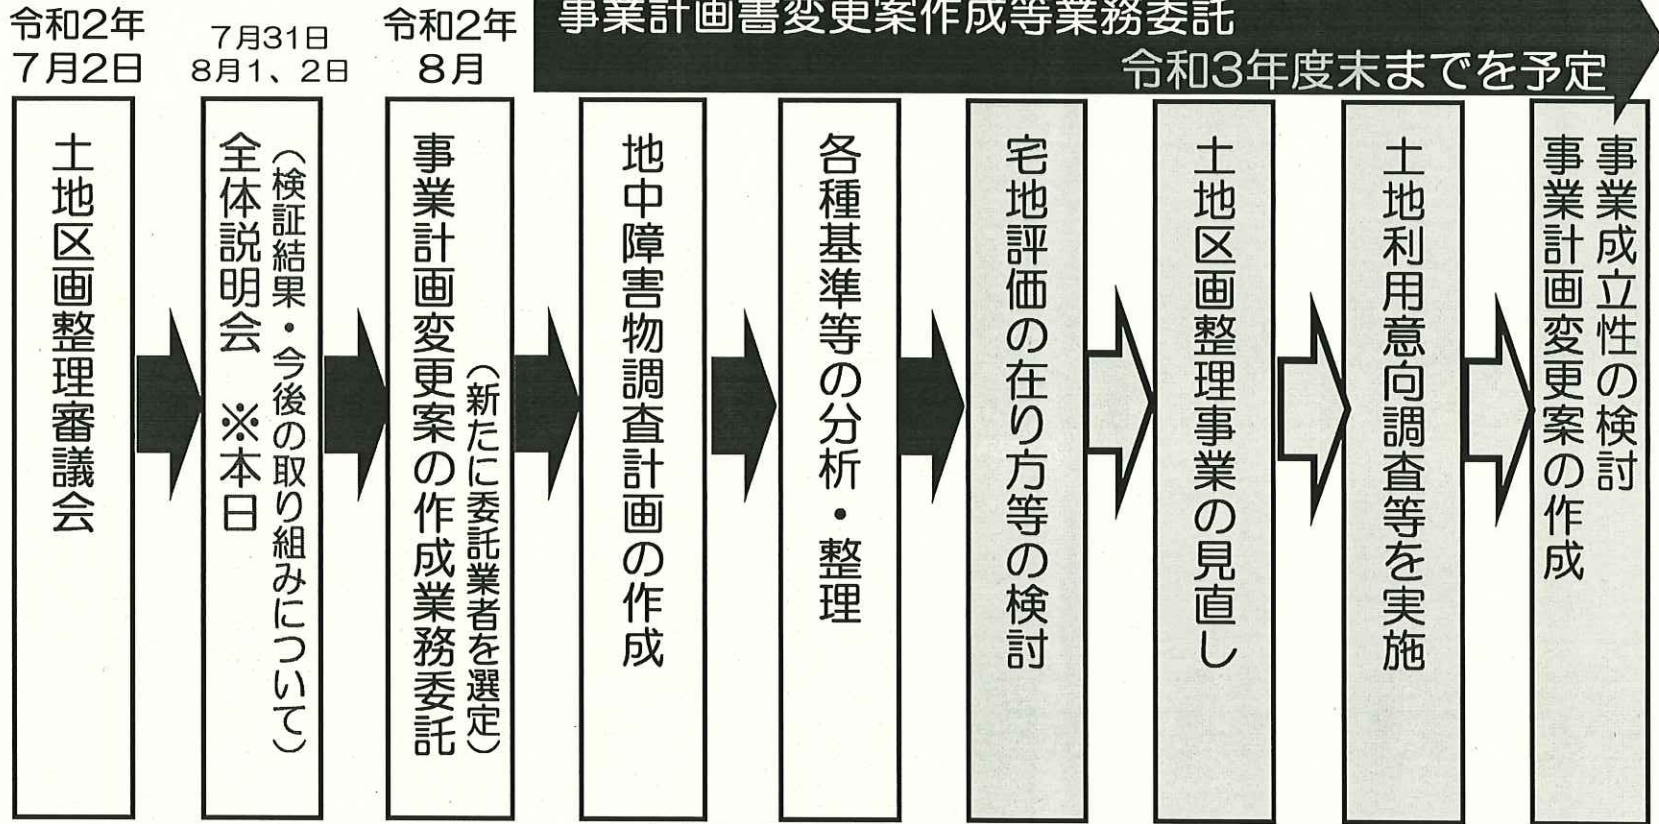 令和2年
7月2日
7月31日
8月1、2日
令和2年
8月
事業計画書変更案作成等業務委託
令和3年度末までを予定
土地区画整理審議会
(検証結果・今後の取り組みについて)
全体説明会 ※本日
(新たに委託業者を選定)
事業計画変更案の作成業務委託
地中障害物調査計画の作成
各種基準等の分析・整理
宅地評価の在り方等の検討
土地区画整理事業の見直し
土地利用意向調査等を実施
事業成立性の検討
事業計画変更案の作成